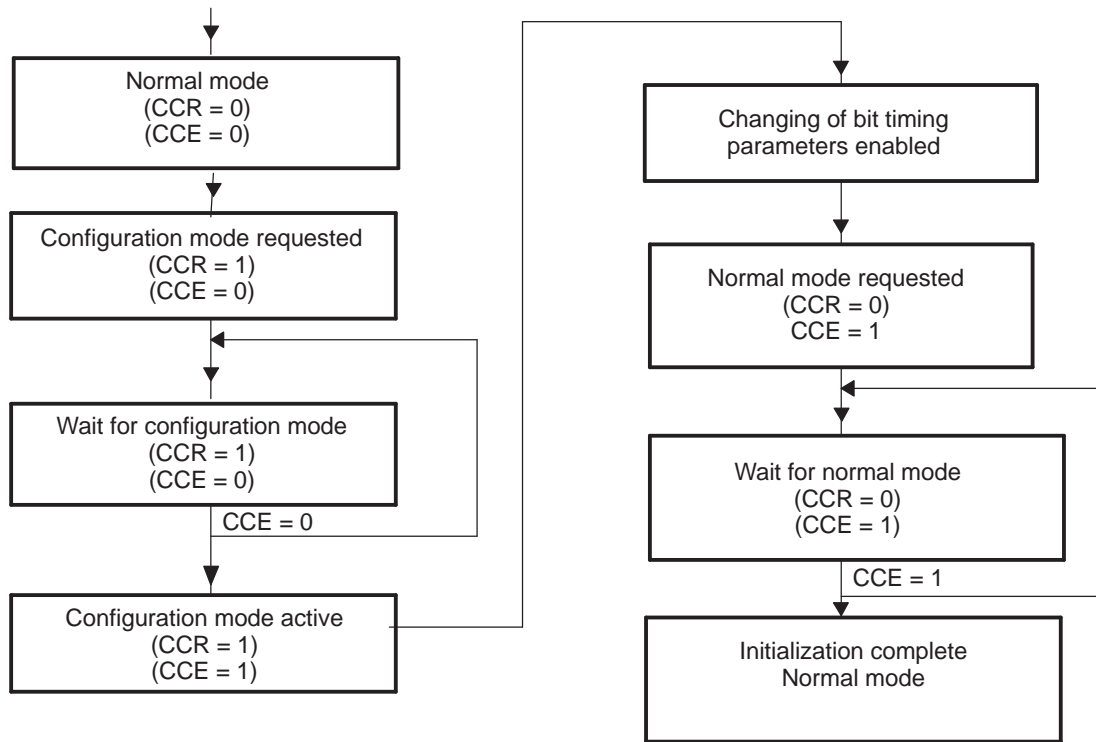 Normal mode
(CCR = 0)
(CCE = 0)
Configuration mode requested
(CCR = 1)
(CCE = 0)
Wait for configuration mode
(CCR = 1)
(CCE = 0)
CCE = 0
Configuration mode active
(CCR = 1)
(CCE = 1)
Changing of bit timing
parameters enabled
Normal mode requested
(CCR = 0)
CCE = 1
Wait for normal mode
(CCR = 0)
(CCE = 1)
CCE = 1
Initialization complete
Normal mode